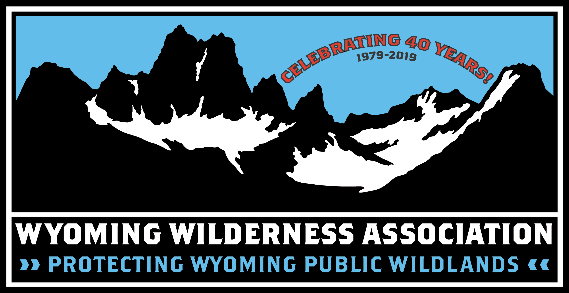 CELEBRATING 40 YEARS!
1979-2019
WYOMING WILDERNESS ASSOCIATION
›› PROTECTING WYOMING PUBLIC WILDLANDS ‹‹